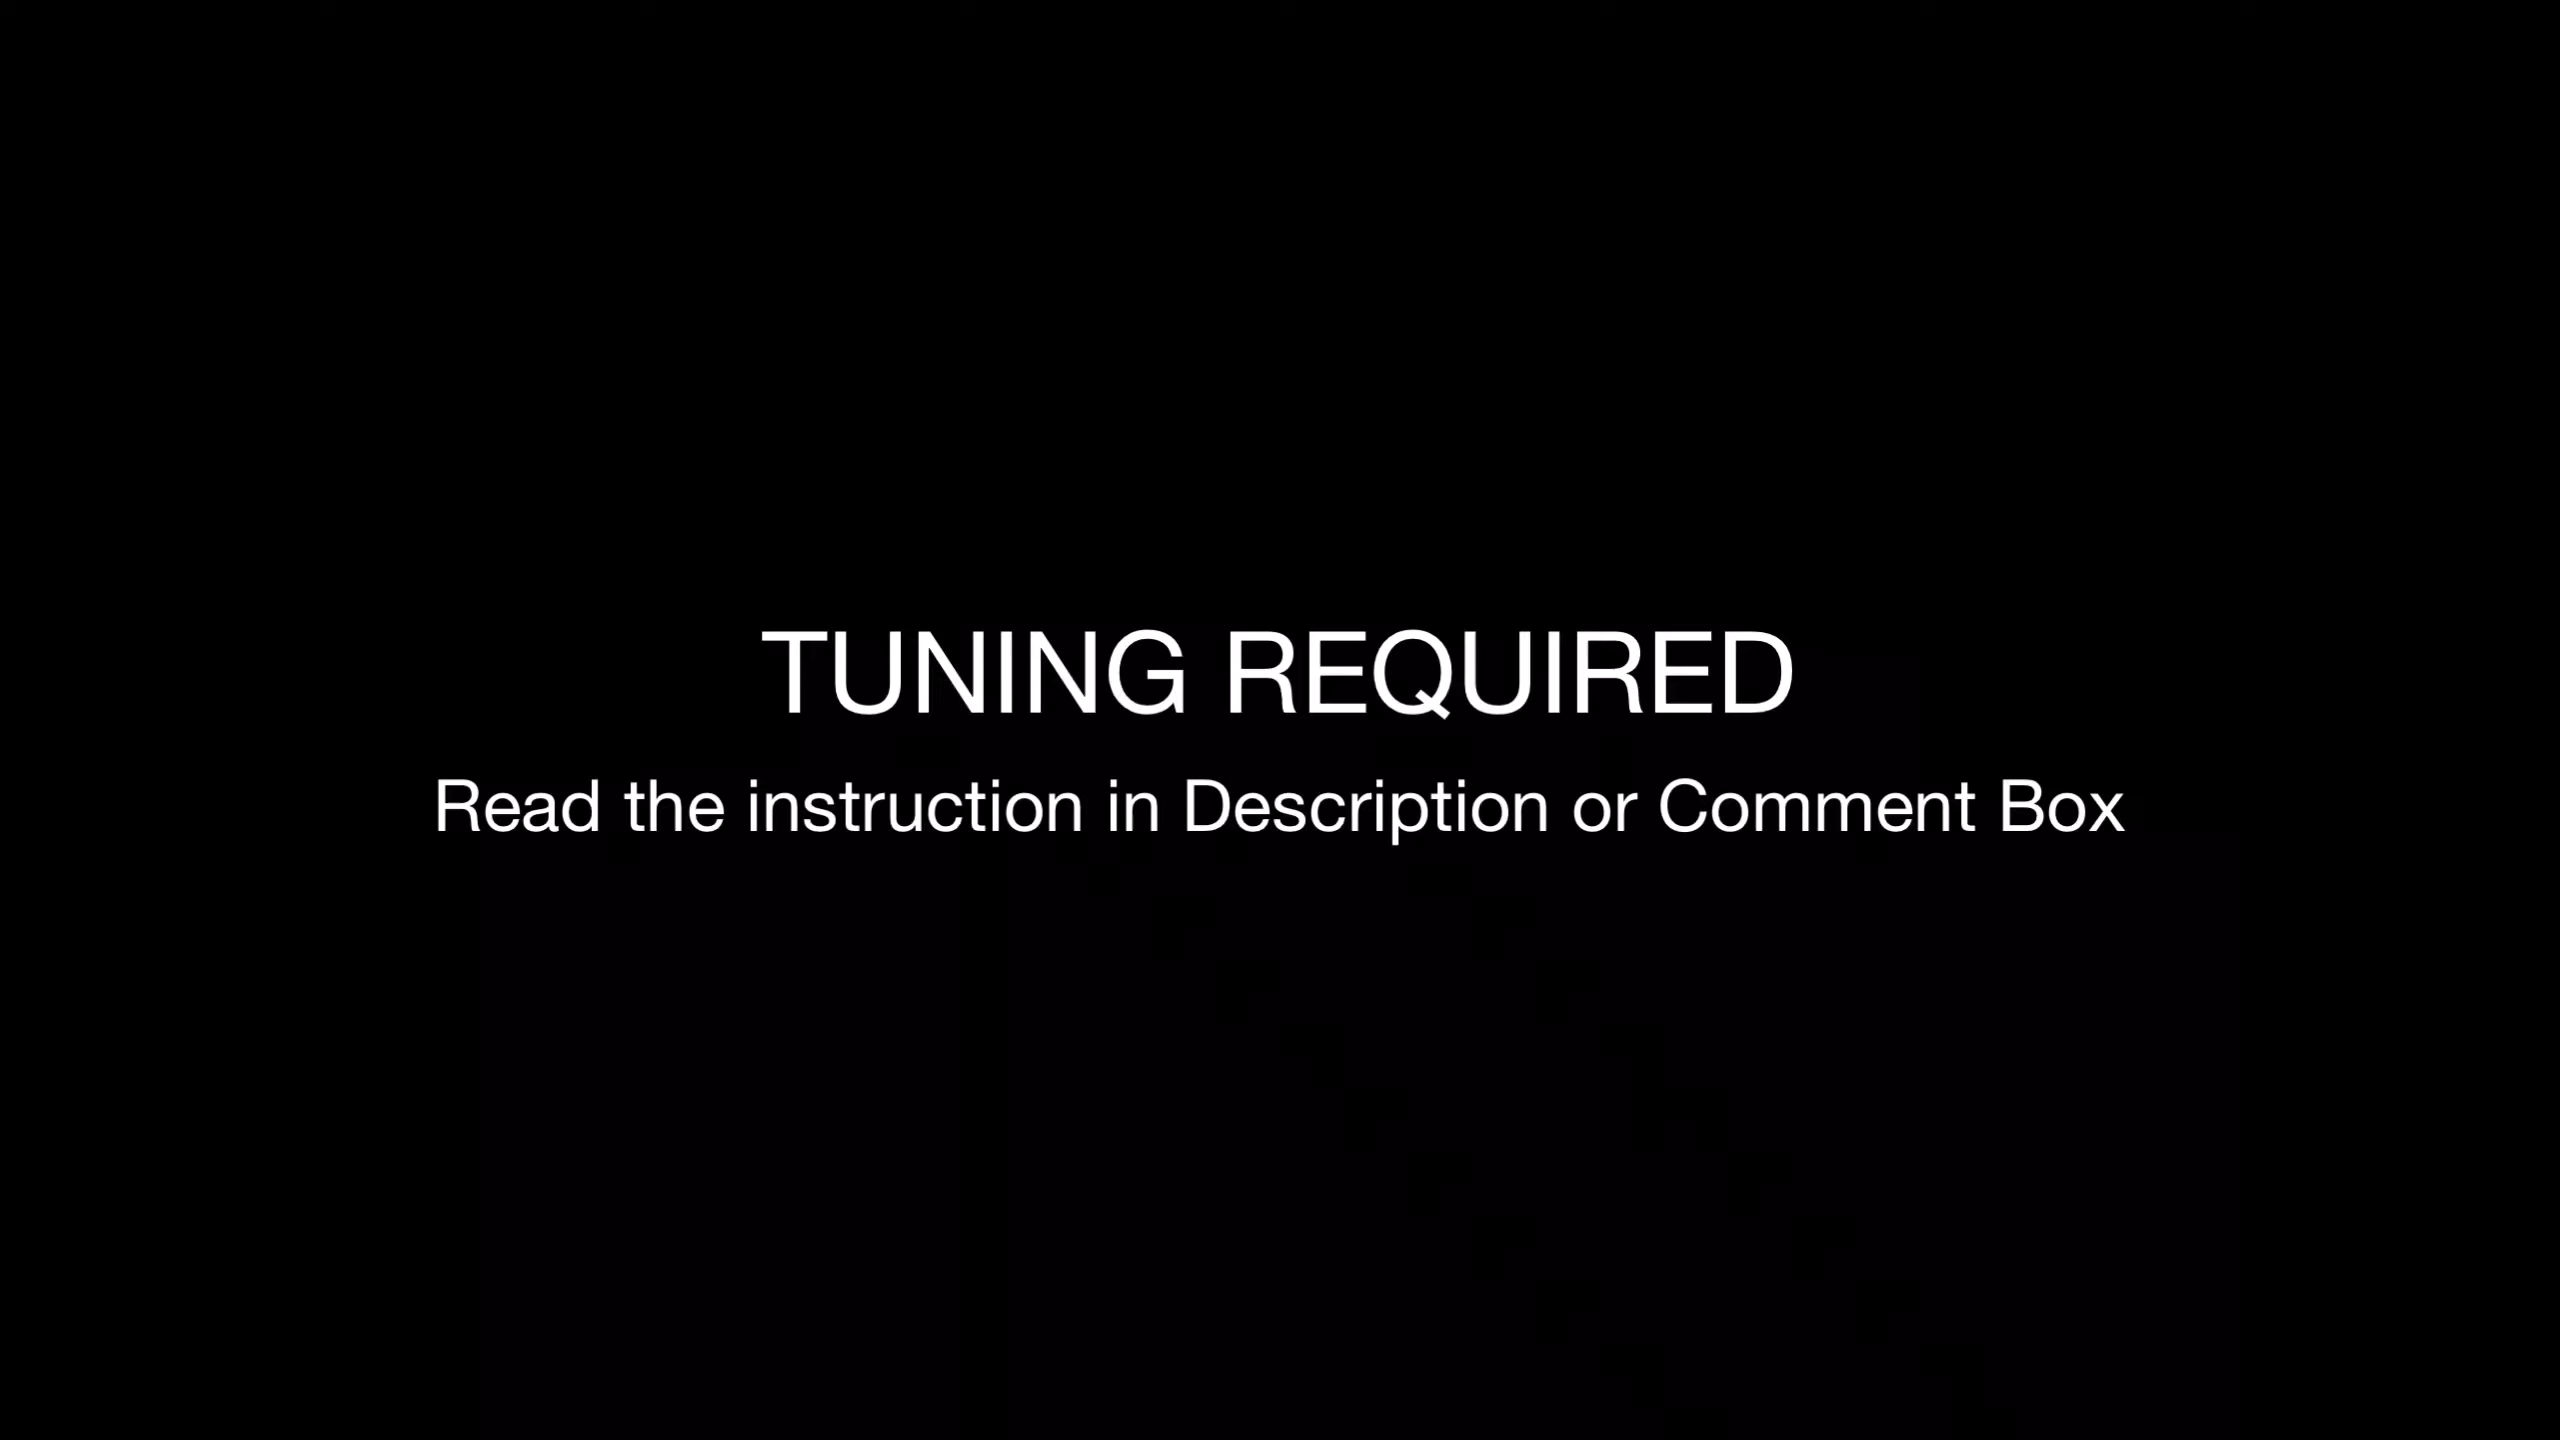 TUNING REQUIRED
Read the instruction in Description or Comment Box